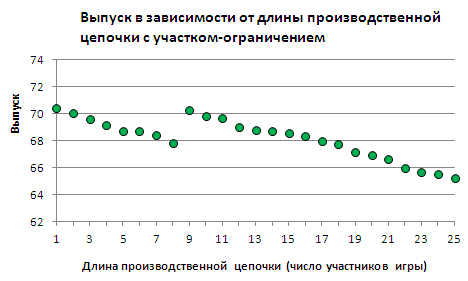 Выпуск в зависимости от длины производственной
цепочки с участком-ограничением
74
72
70
68
66
64
62
Выпуск
1 3 5 7 9 11 13 15 17 19 21 23 25
Длина производственной цепочки (число участников игры)